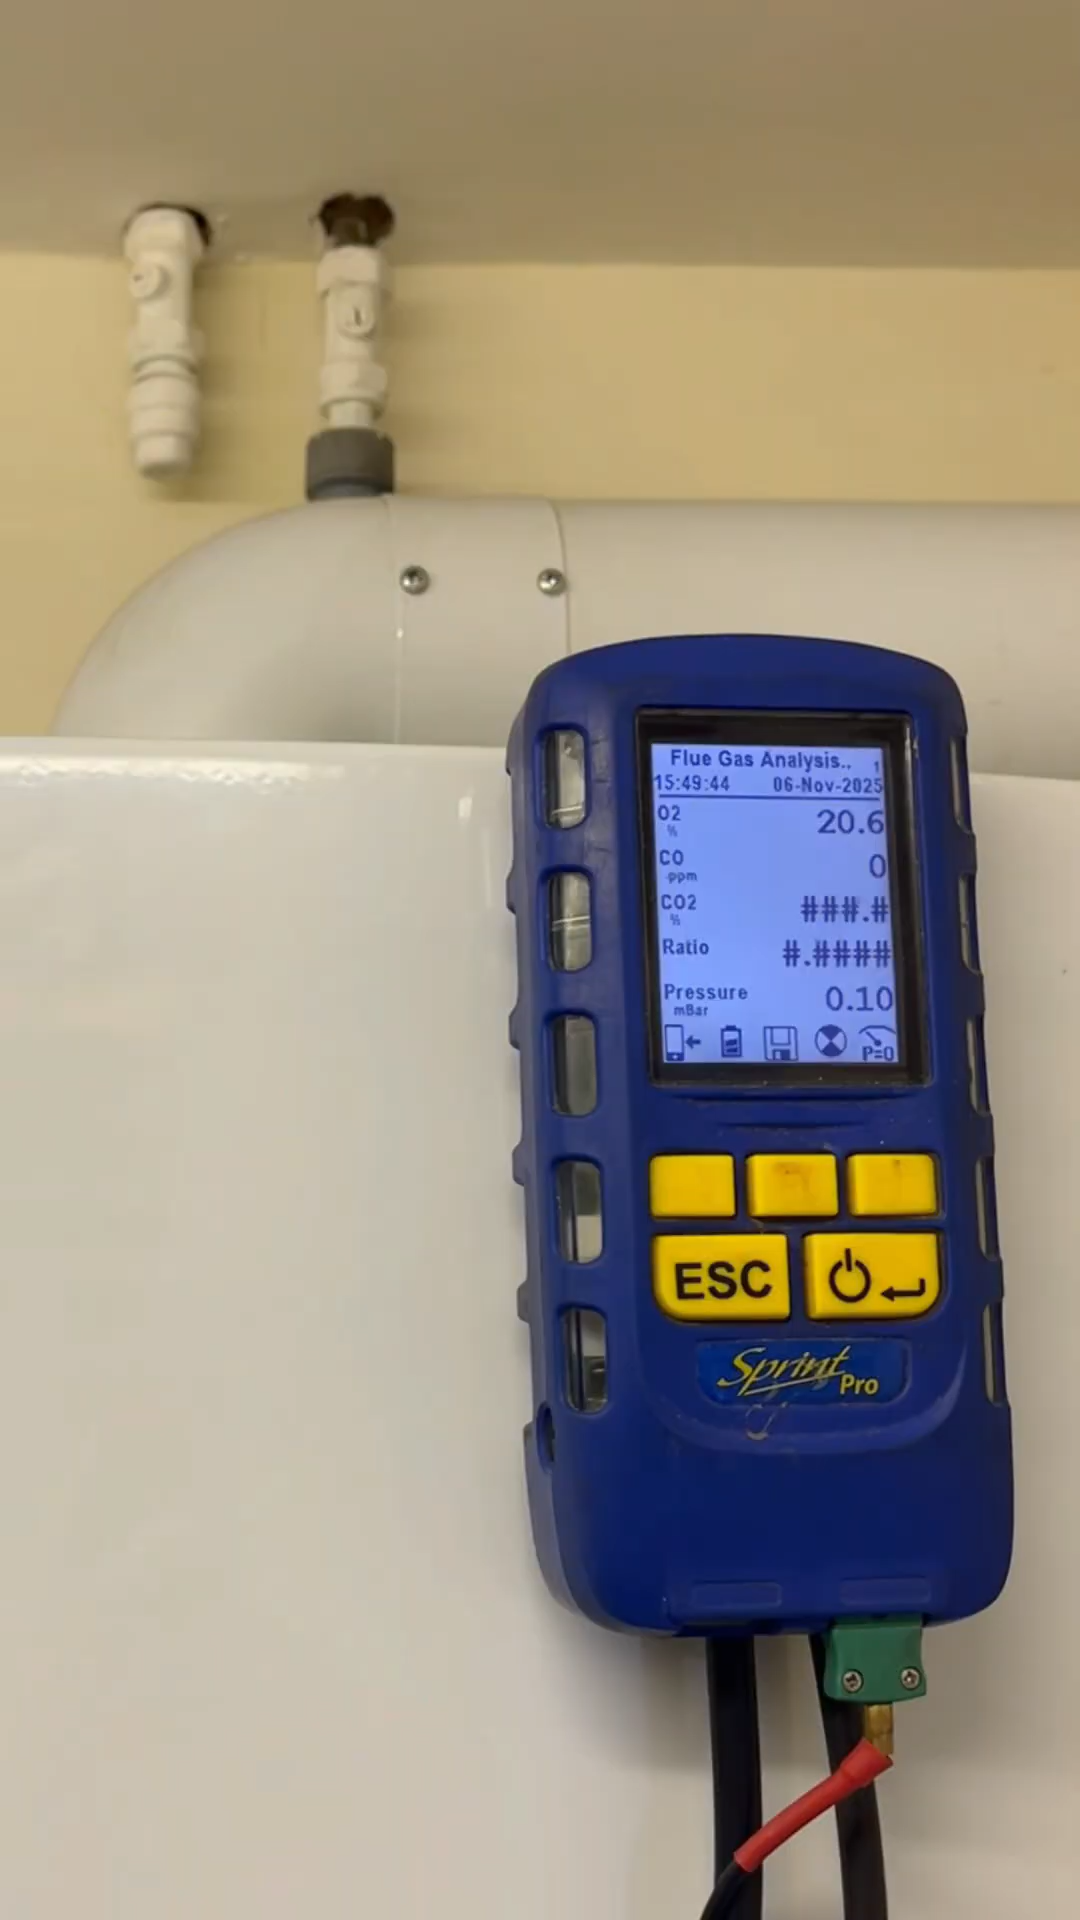 Flue Gas Analysis.. 1
15:49:44 06-Nov-2025
O2 % 20.6
CO ppm 0
CO2 % ###.#
Ratio #.####
Pressure mBar 0.10
P=0
ESC
Sprint Pro